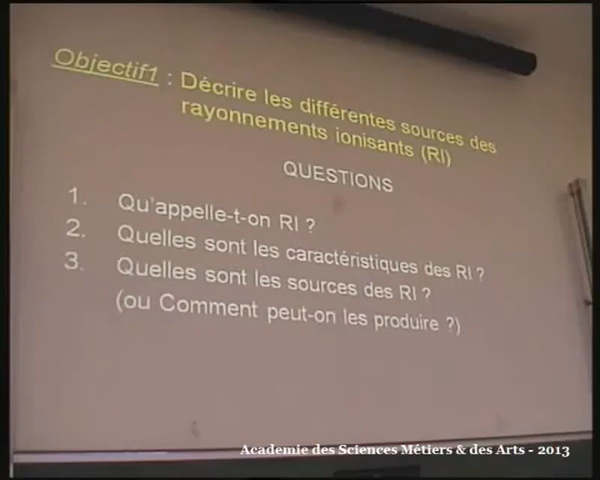 Objectif1 : Décrire les différentes sources des
rayonnements ionisants (RI)
QUESTIONS
1. Qu'appelle-t-on RI ?
2. Quelles sont les caractéristiques des RI ?
3. Quelles sont les sources des RI ?
(ou Comment peut-on les produire ?)
Academie des Sciences Métiers & des Arts - 2013